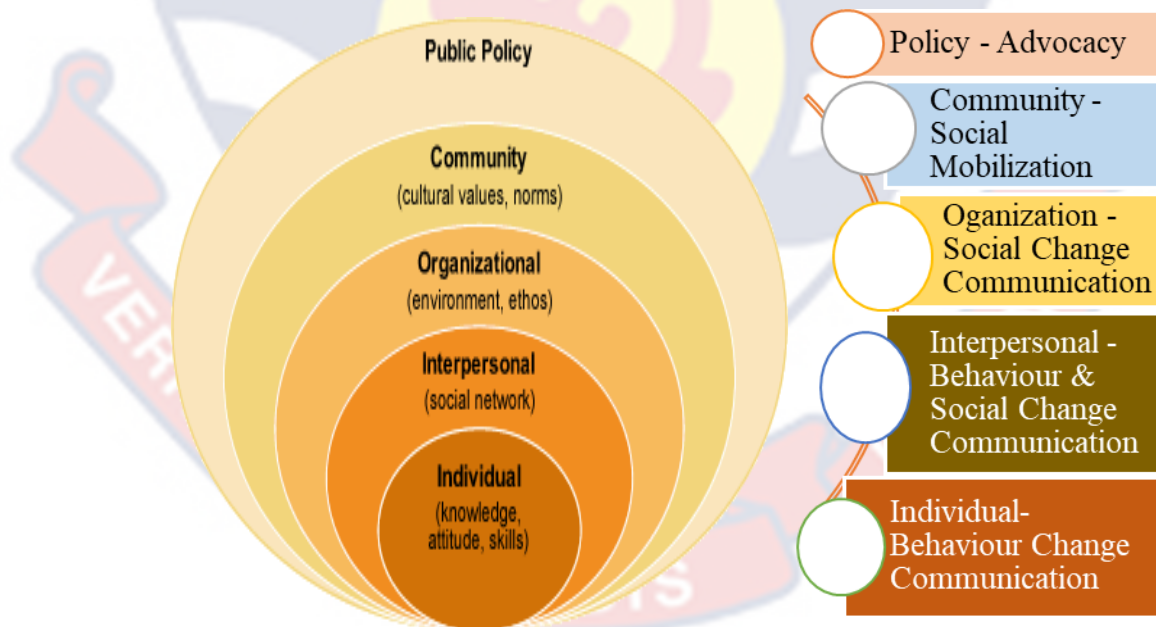 Public Policy
Community
(cultural values, norms)
Organizational
(environment, ethos)
Interpersonal
(social network)
Individual
(knowledge,
attitude, skills)
Policy - Advocacy
Community -
Social
Mobilization
Oganization -
Social Change
Communication
Interpersonal -
Behaviour &
Social Change
Communication
Individual-
Behaviour Change
Communication